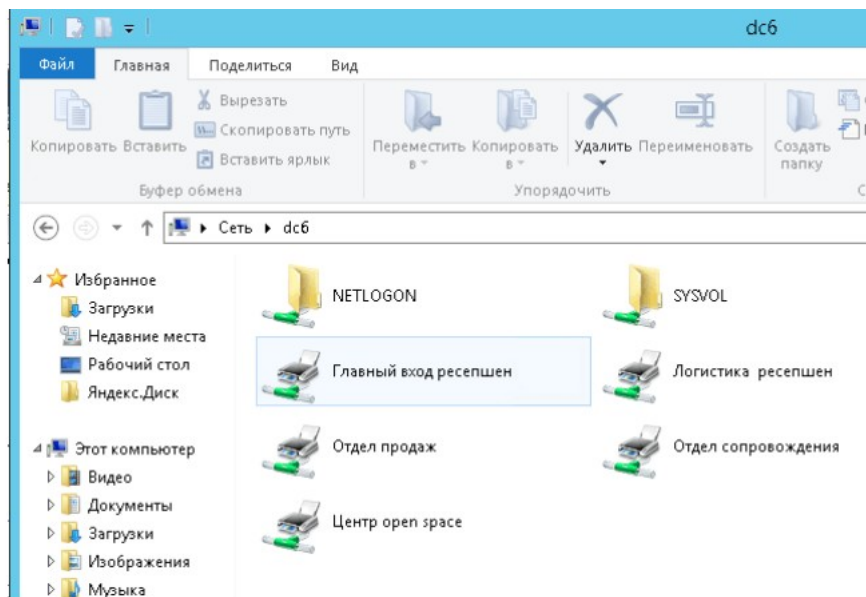 dc6
Файл Главная Поделиться Вид
Копировать Вставить
Вырезать
Скопировать путь
Вставить ярлык
Буфер обмена
Переместить в
Копировать в
Удалить
Переименовать
Упорядочить
Создать папку
С
Сеть dc6
Избранное
Загрузки
Недавние места
Рабочий стол
Яндекс.Диск
Этот компьютер
Видео
Документы
Загрузки
Изображения
Музыка
NETLOGON
SYSVOL
Главный вход ресепшен
Логистика ресепшен
Отдел продаж
Отдел сопровождения
Центр open space